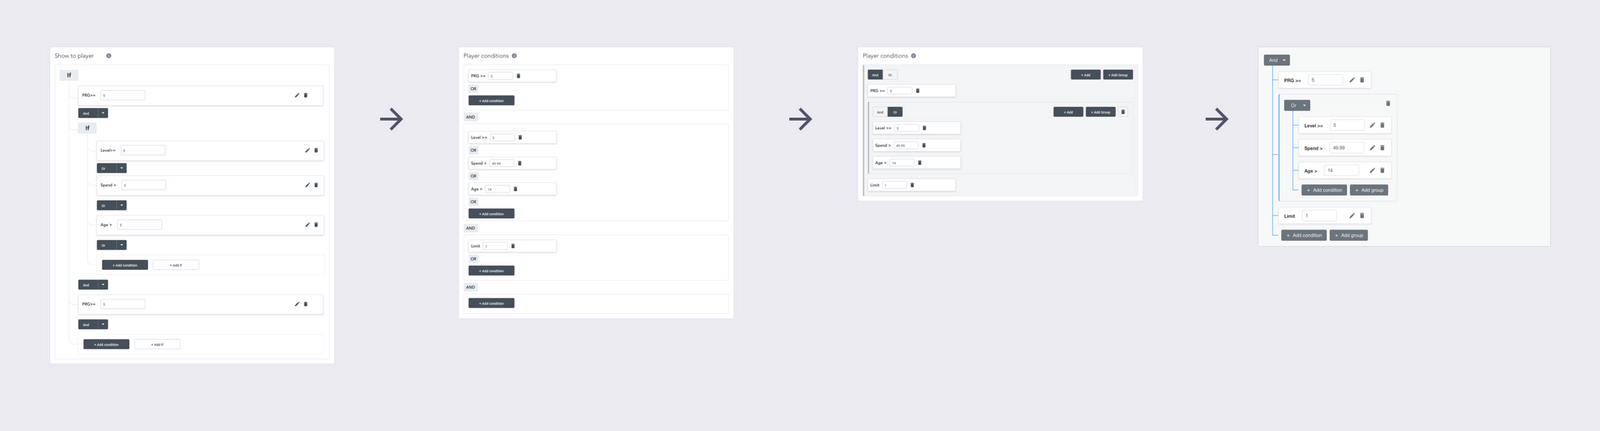 Show to player
If
PRG>= 5
And
If
Level>= 5
Or
Spend >
Or
Age >
Or
+ Add condition + Add If
And
PRG>= 5
And
+ Add condition + Add If
Player conditions
PRG >= 5
OR
+ Add condition
AND
Level >= 5
OR
Spend > 49.99
OR
Age > 14
OR
+ Add condition
AND
Limit 1
OR
+ Add condition
AND
+ Add condition
Player conditions
And Or + Add + Add Group
PRG >= 5
And Or + Add + Add Group
Level >= 5
Spend > 49.99
Age > 14
Limit 1
And
PRG >= 5
Or
Level >= 5
Spend > 49.99
Age > 14
+ Add condition + Add group
Limit 1
+ Add condition + Add group